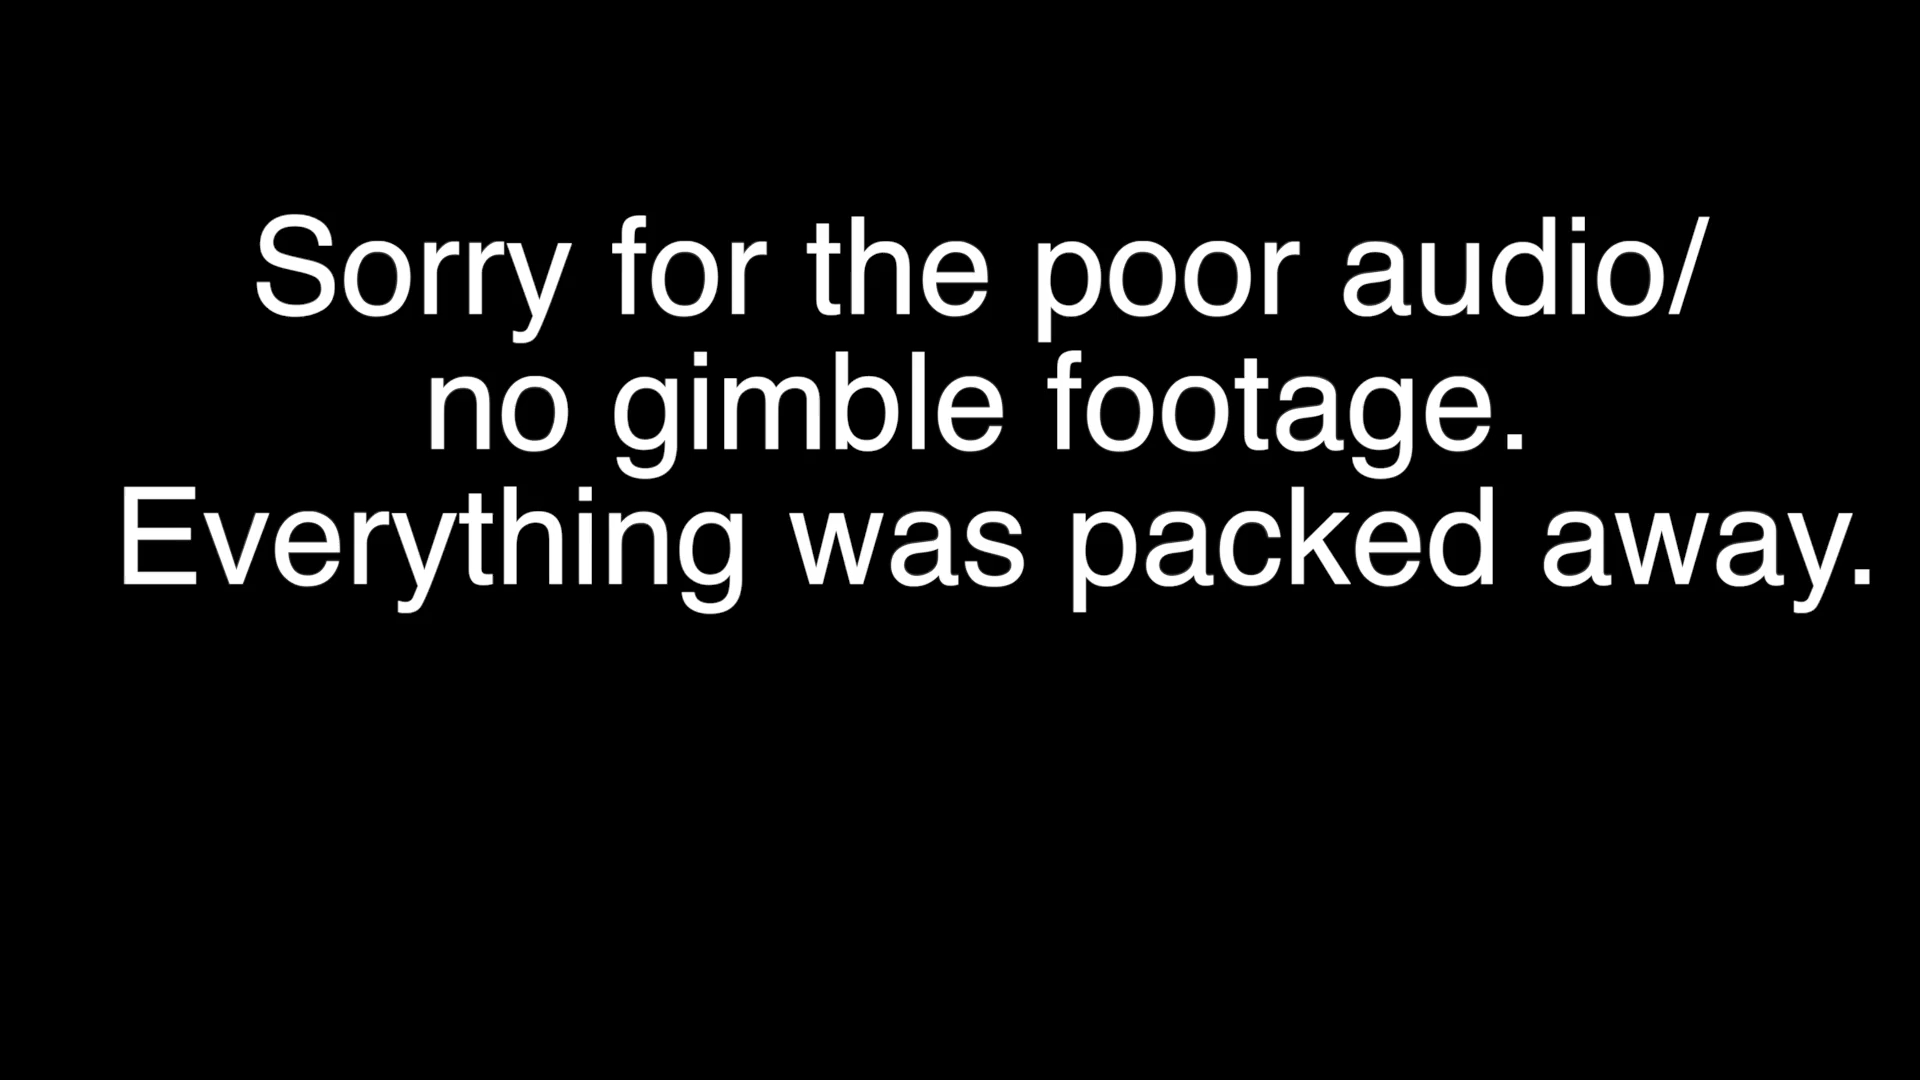 Sorry for the poor audio/
no gimble footage.
Everything was packed away.